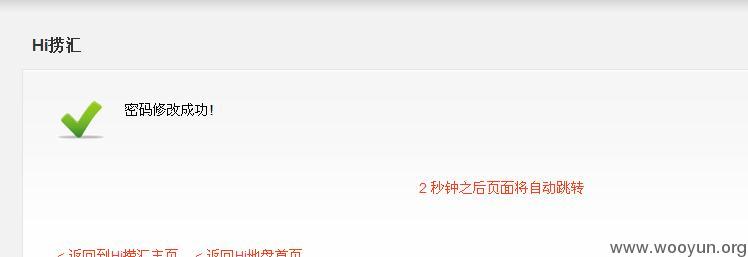 Hi捞汇
密码修改成功!
2 秒钟之后页面将自动跳转
< 返回到Hi捞汇主页 < 返回Hi地盘首页
www.wooyun.org